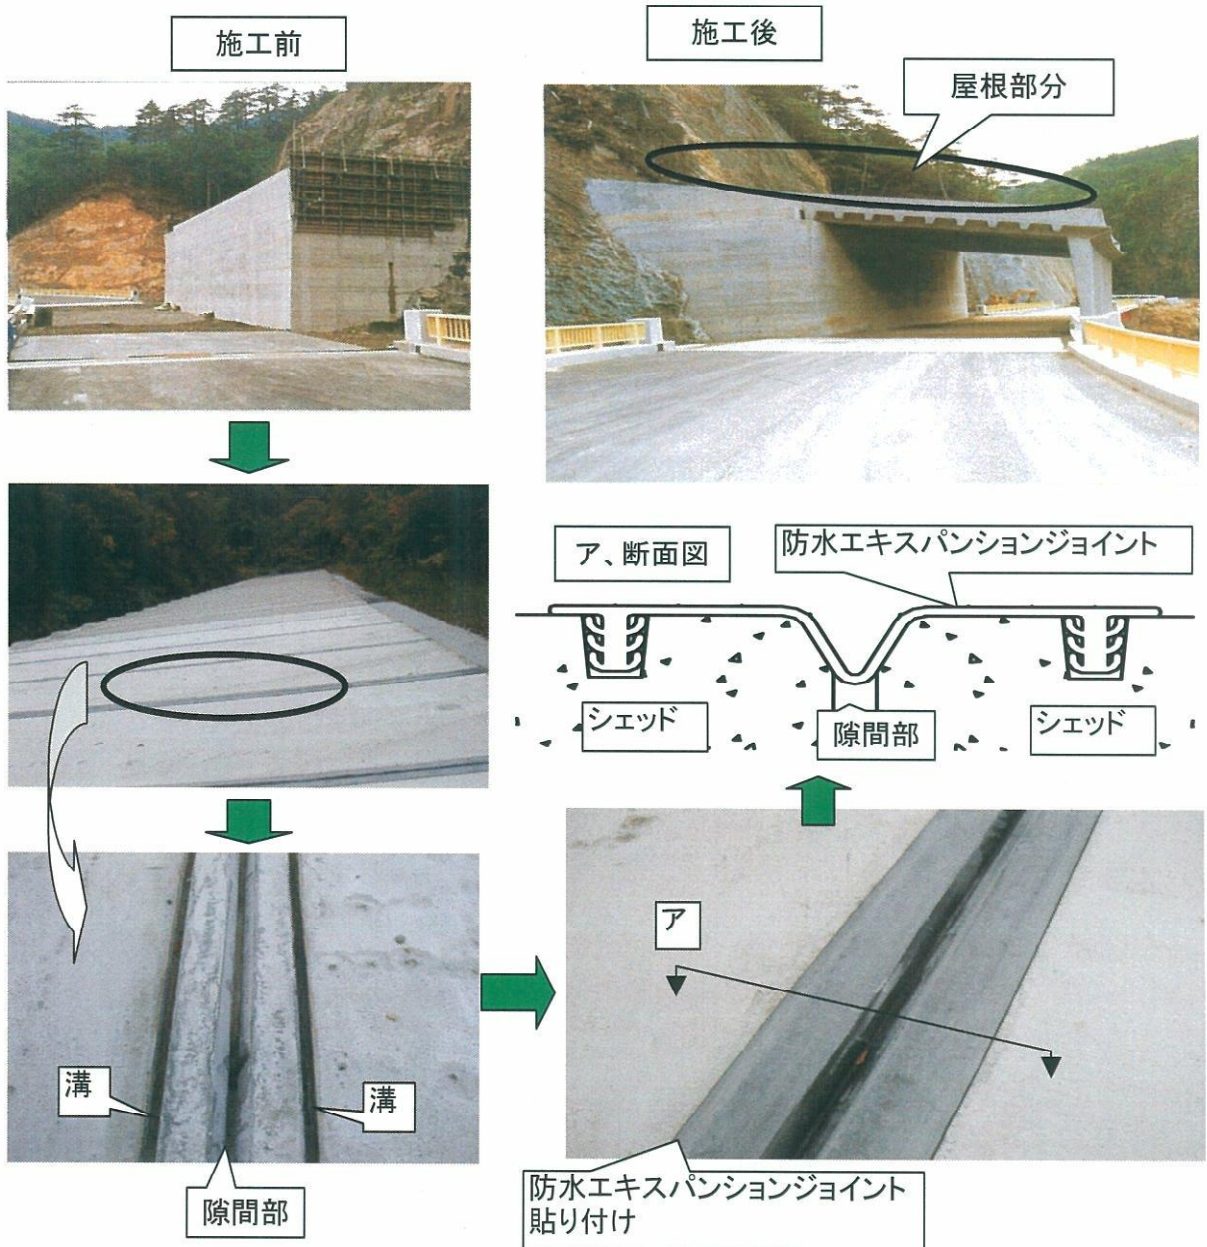 施工前
施工後
屋根部分
ア、断面図
防水エキスパンションジョイント
シェッド
隙間部
シェッド
ア
溝
溝
隙間部
防水エキスパンションジョイント
貼り付け